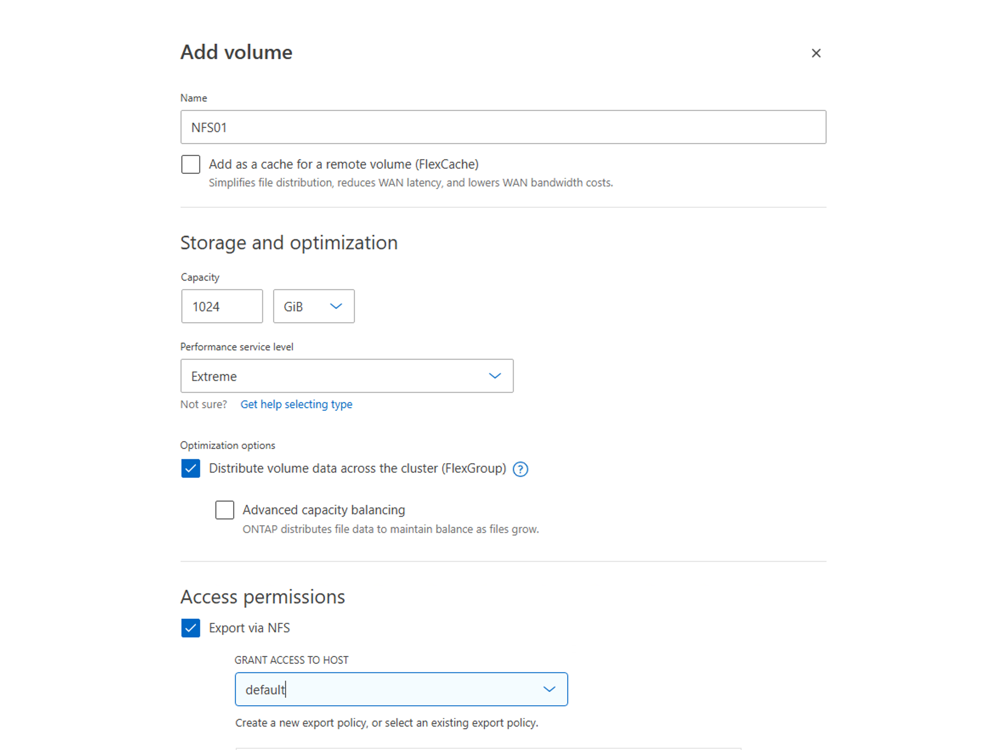 Add volume
Name
NFS01
Add as a cache for a remote volume (FlexCache)
Simplifies file distribution, reduces WAN latency, and lowers WAN bandwidth costs.
Storage and optimization
Capacity
1024 GiB
Performance service level
Extreme
Not sure? Get help selecting type
Optimization options
Distribute volume data across the cluster (FlexGroup) ?
Advanced capacity balancing
ONTAP distributes file data to maintain balance as files grow.
Access permissions
Export via NFS
GRANT ACCESS TO HOST
default
Create a new export policy, or select an existing export policy.